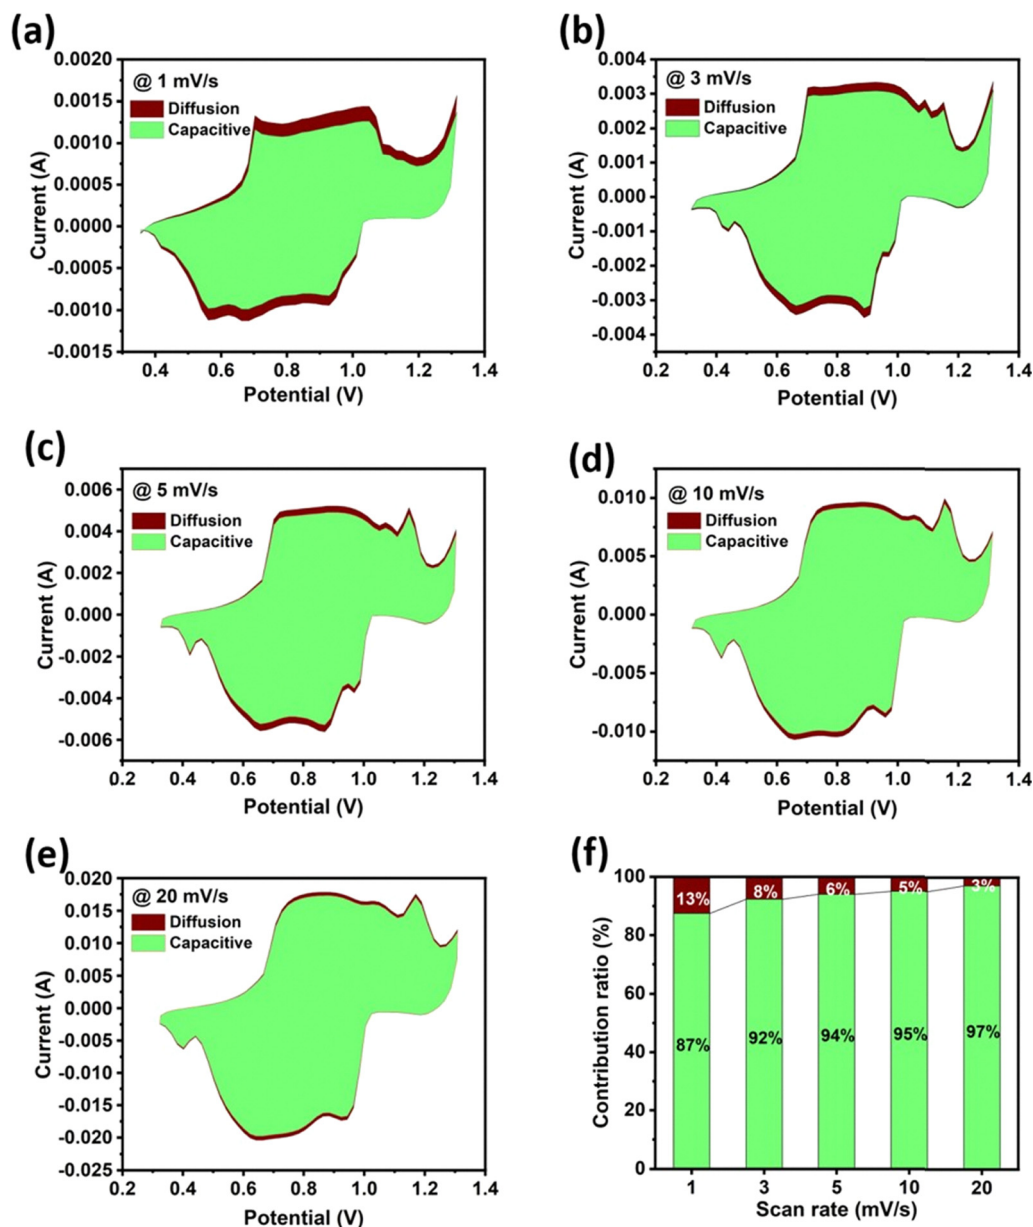 (a)
0.0020
0.0015
0.0010
0.0005
0.0000
-0.0005
-0.0010
-0.0015
Current (A)
@ 1 mV/s
Diffusion
Capacitive
0.4 0.6 0.8 1.0 1.2 1.4
Potential (V)
(b)
0.004
0.003
0.002
0.001
0.000
-0.001
-0.002
-0.003
-0.004
Current (A)
@ 3 mV/s
Diffusion
Capacitive
0.2 0.4 0.6 0.8 1.0 1.2 1.4
Potential (V)
(c)
0.006
0.004
0.002
0.000
-0.002
-0.004
-0.006
Current (A)
@ 5 mV/s
Diffusion
Capacitive
0.2 0.4 0.6 0.8 1.0 1.2 1.4
Potential (V)
(d)
0.010
0.005
0.000
-0.005
-0.010
Current (A)
@ 10 mV/s
Diffusion
Capacitive
0.2 0.4 0.6 0.8 1.0 1.2 1.4
Potential (V)
(e)
0.020
0.015
0.010
0.005
0.000
-0.005
-0.010
-0.015
-0.020
-0.025
Current (A)
@ 20 mV/s
Diffusion
Capacitive
0.2 0.4 0.6 0.8 1.0 1.2 1.4
Potential (V)
(f)
100
80
60
40
20
0
Contribution ratio (%)
13% 8% 6% 5% 3%
87% 92% 94% 95% 97%
1 3 5 10 20
Scan rate (mV/s)